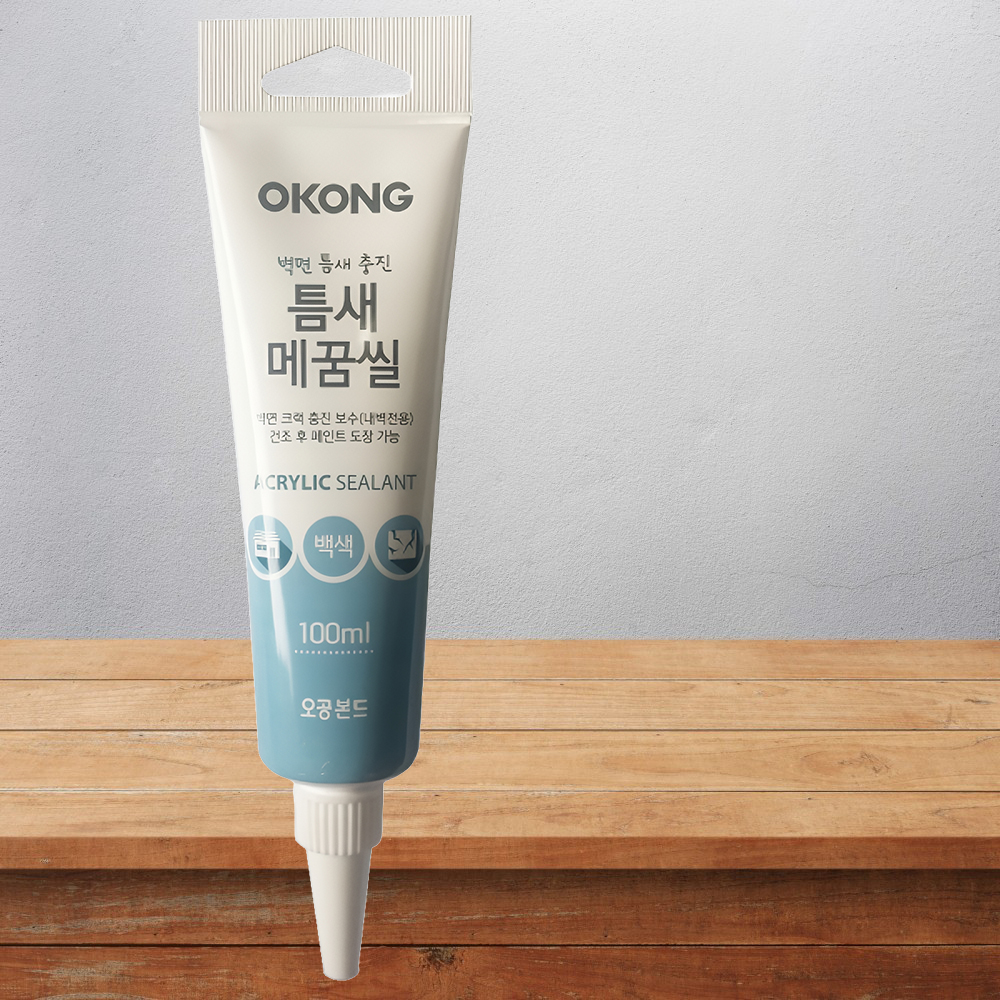 OKONG
벽면 틈새 충진
틈새
메꿈씰
벽면 크랙 충진 보수(내벽전용)
건조 후 페인트 도장 가능
ACRYLIC SEALANT
백색
100ml
오공본드